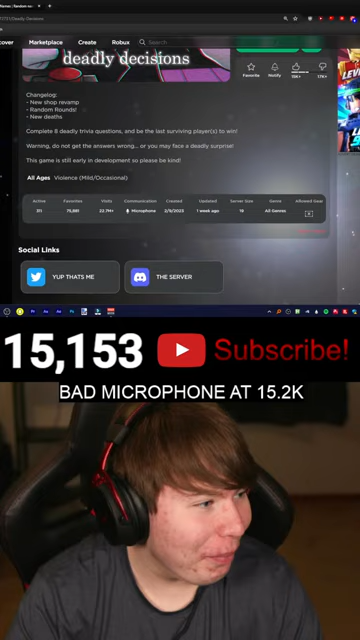 Marketplace Create Robux Search
deadly decisions
Favorite Notify
Changelog:
- New shop revamp
- Random Rounds!
- New deaths
Complete 8 deadly trivia questions, and be the last surviving player(s) to win!
Warning, do not get the answers wrong... or you may face a deadly surprise!
This game is still early in development so please be kind!
All Ages Violence (Mild/Occasional)
Active Favorites Visits Communication Created Updated Server Size Genre Allowed Gear
22.7M+ Microphone 2/9/2023 1 week ago All Genres
Social Links
YUP THATS ME THE SERVER
15,153 Subscribe!
BAD MICROPHONE AT 15.2K